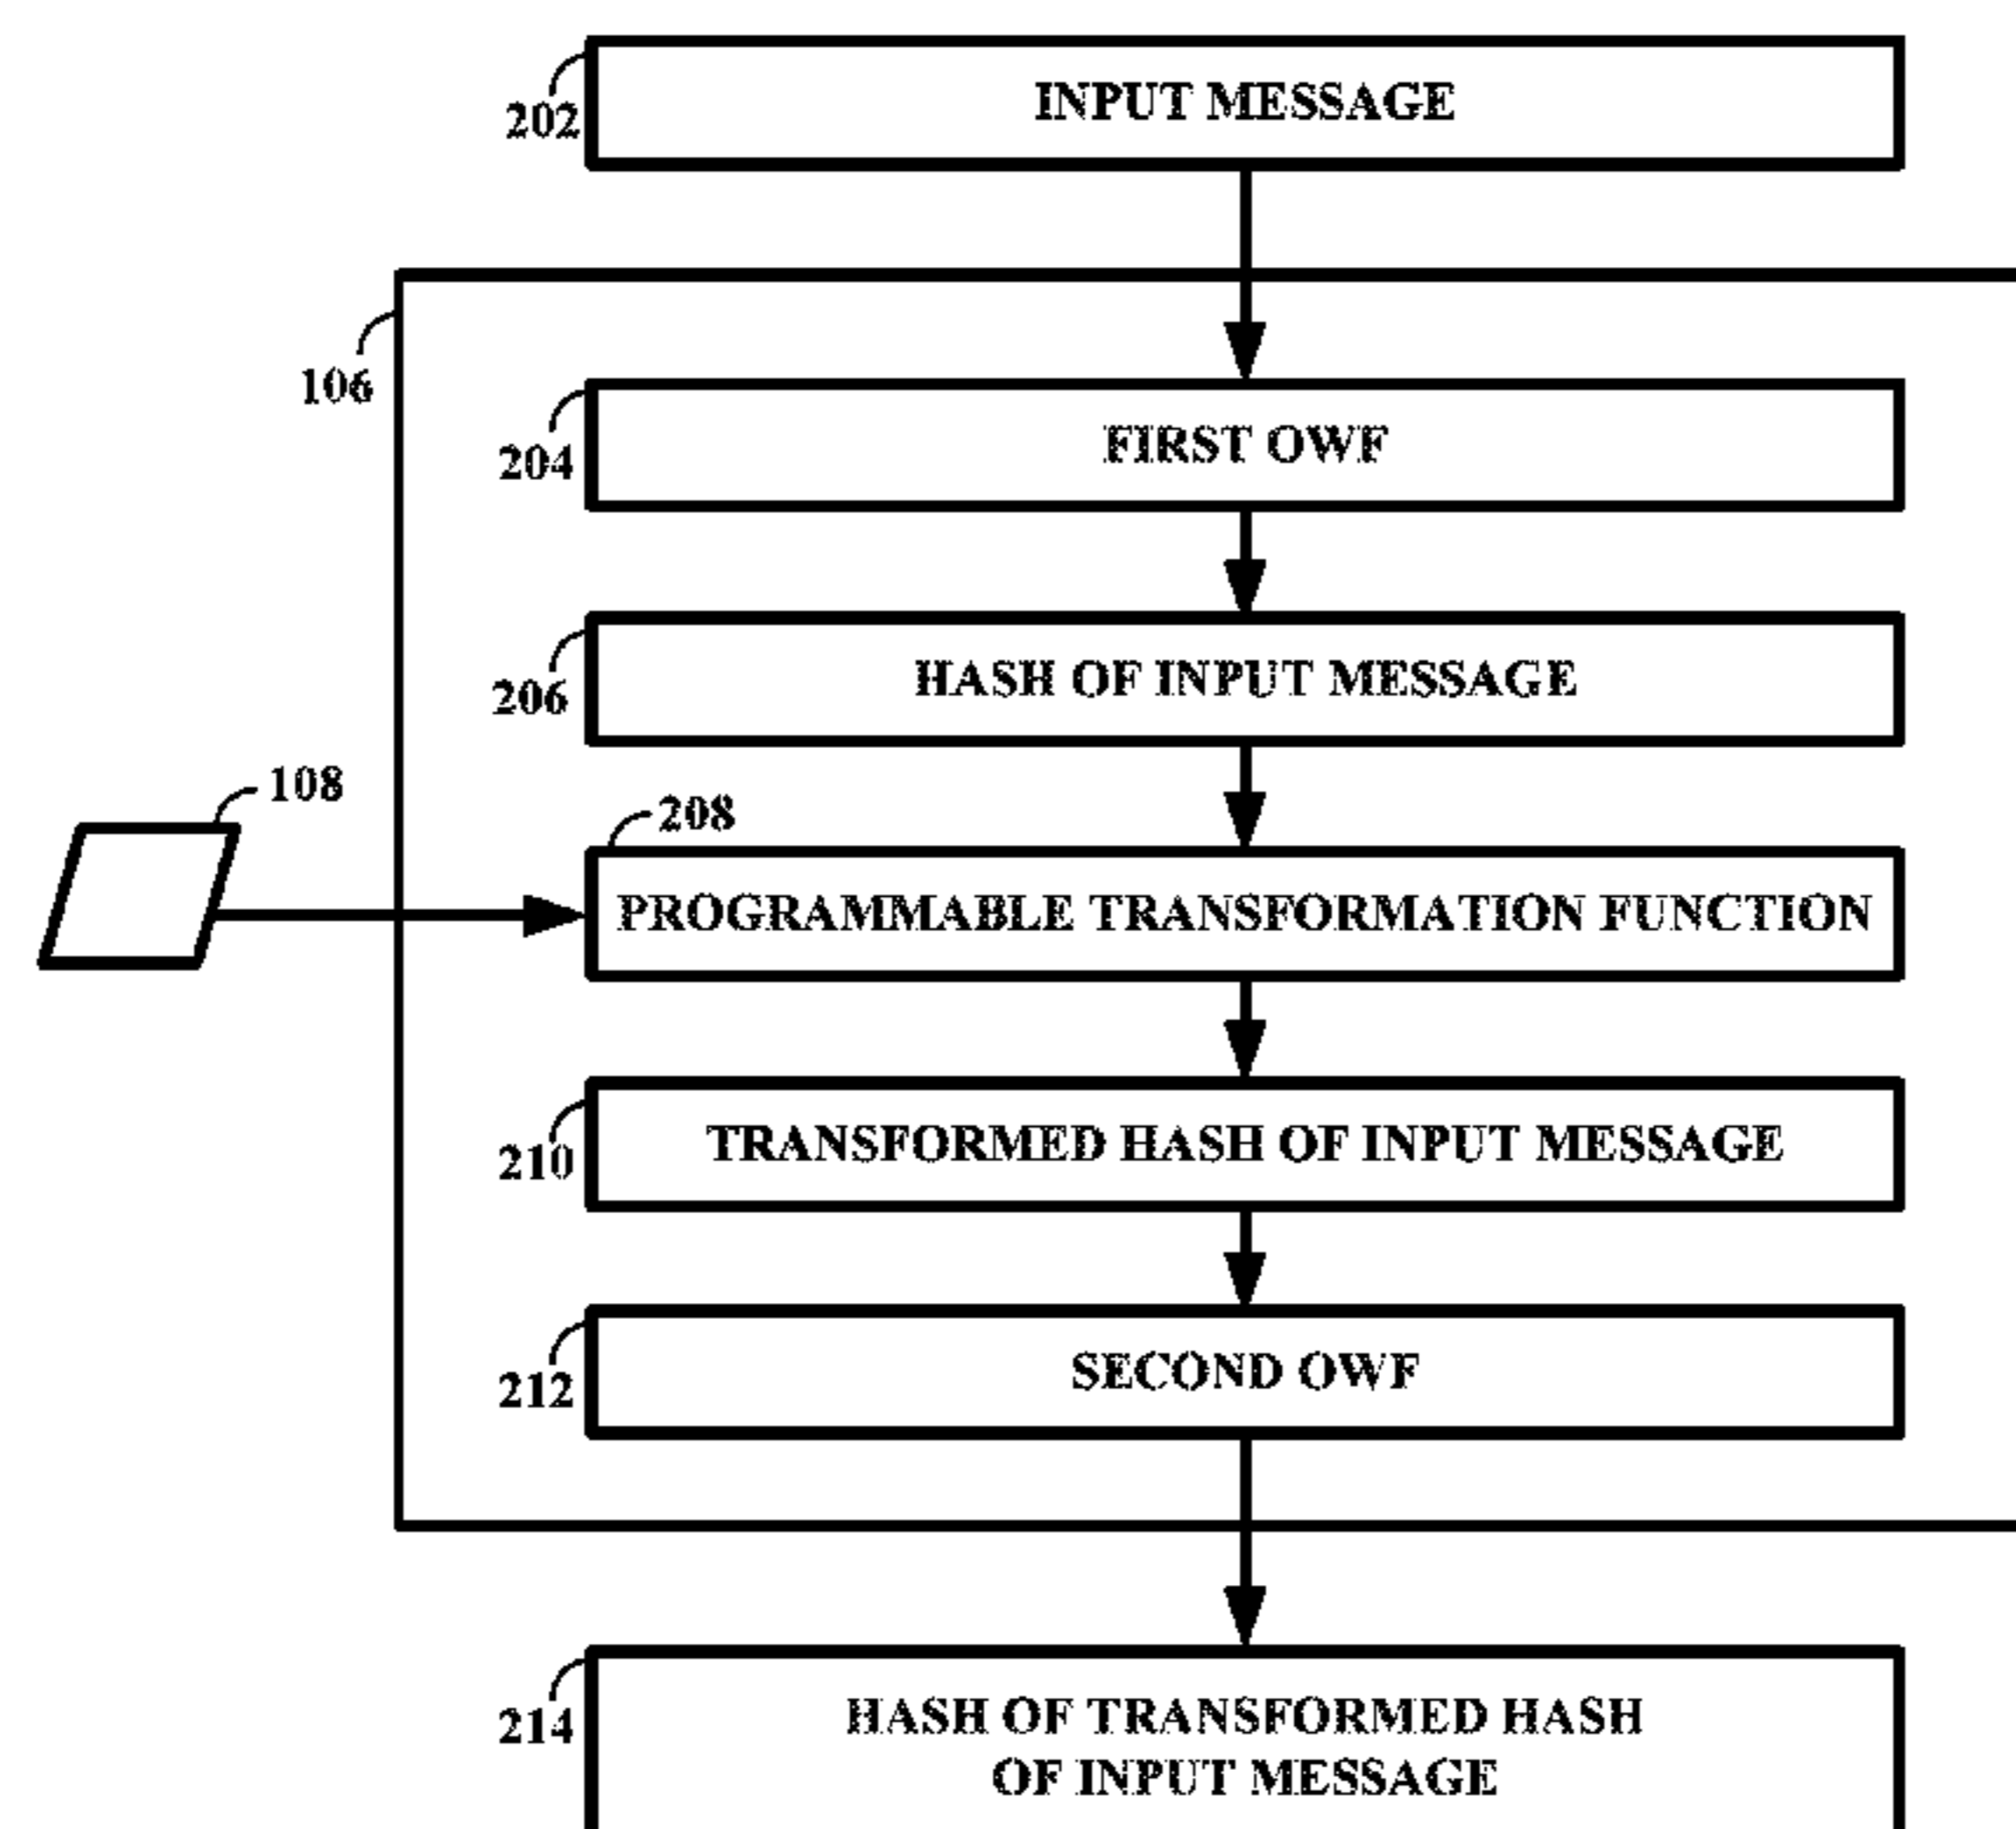 INPUT MESSAGE
202
106
FIRST OWF
204
HASH OF INPUT MESSAGE
206
108
208
PROGRAMMABLE TRANSFORMATION FUNCTION
TRANSFORMED HASH OF INPUT MESSAGE
210
SECOND OWF
212
HASH OF TRANSFORMED HASH
214
OF INPUT MESSAGE